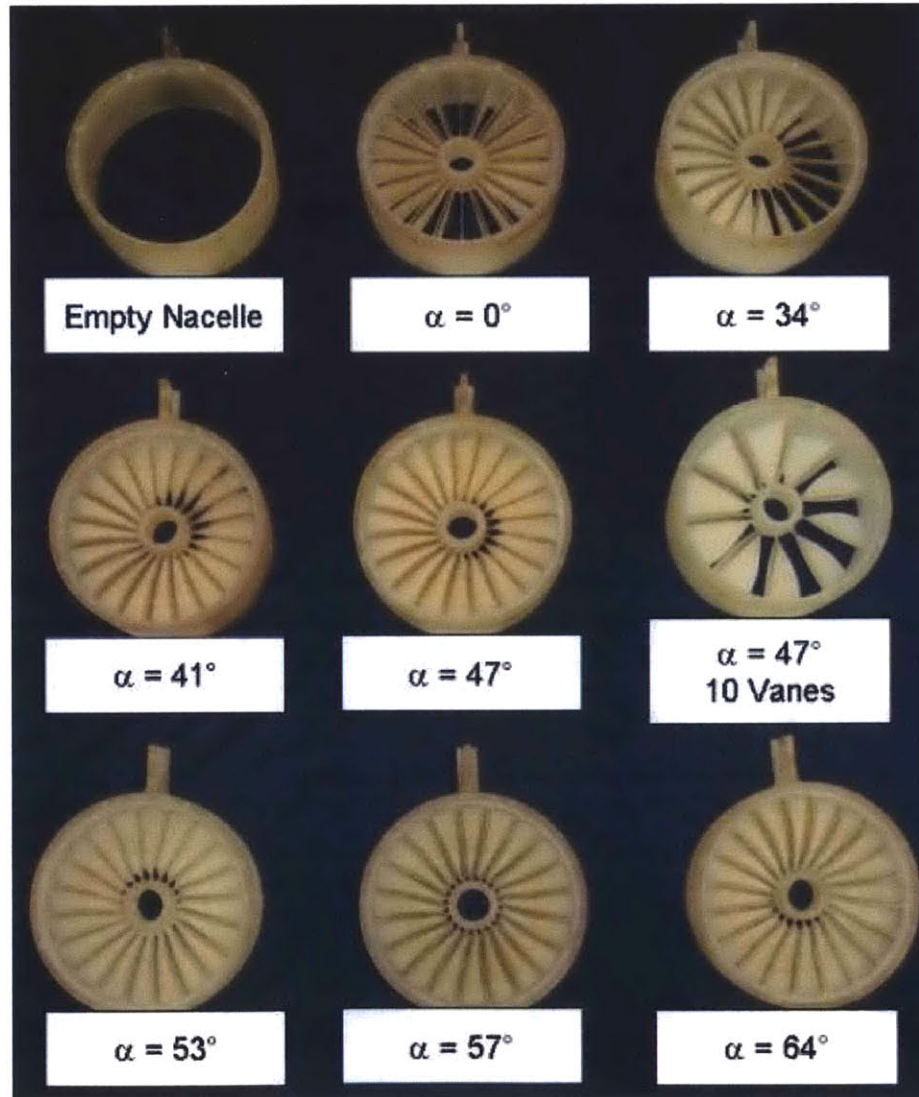 Empty Nacelle
α = 0°
α = 34°
α = 41°
α = 47°
α = 47°
10 Vanes
α = 53°
α = 57°
α = 64°